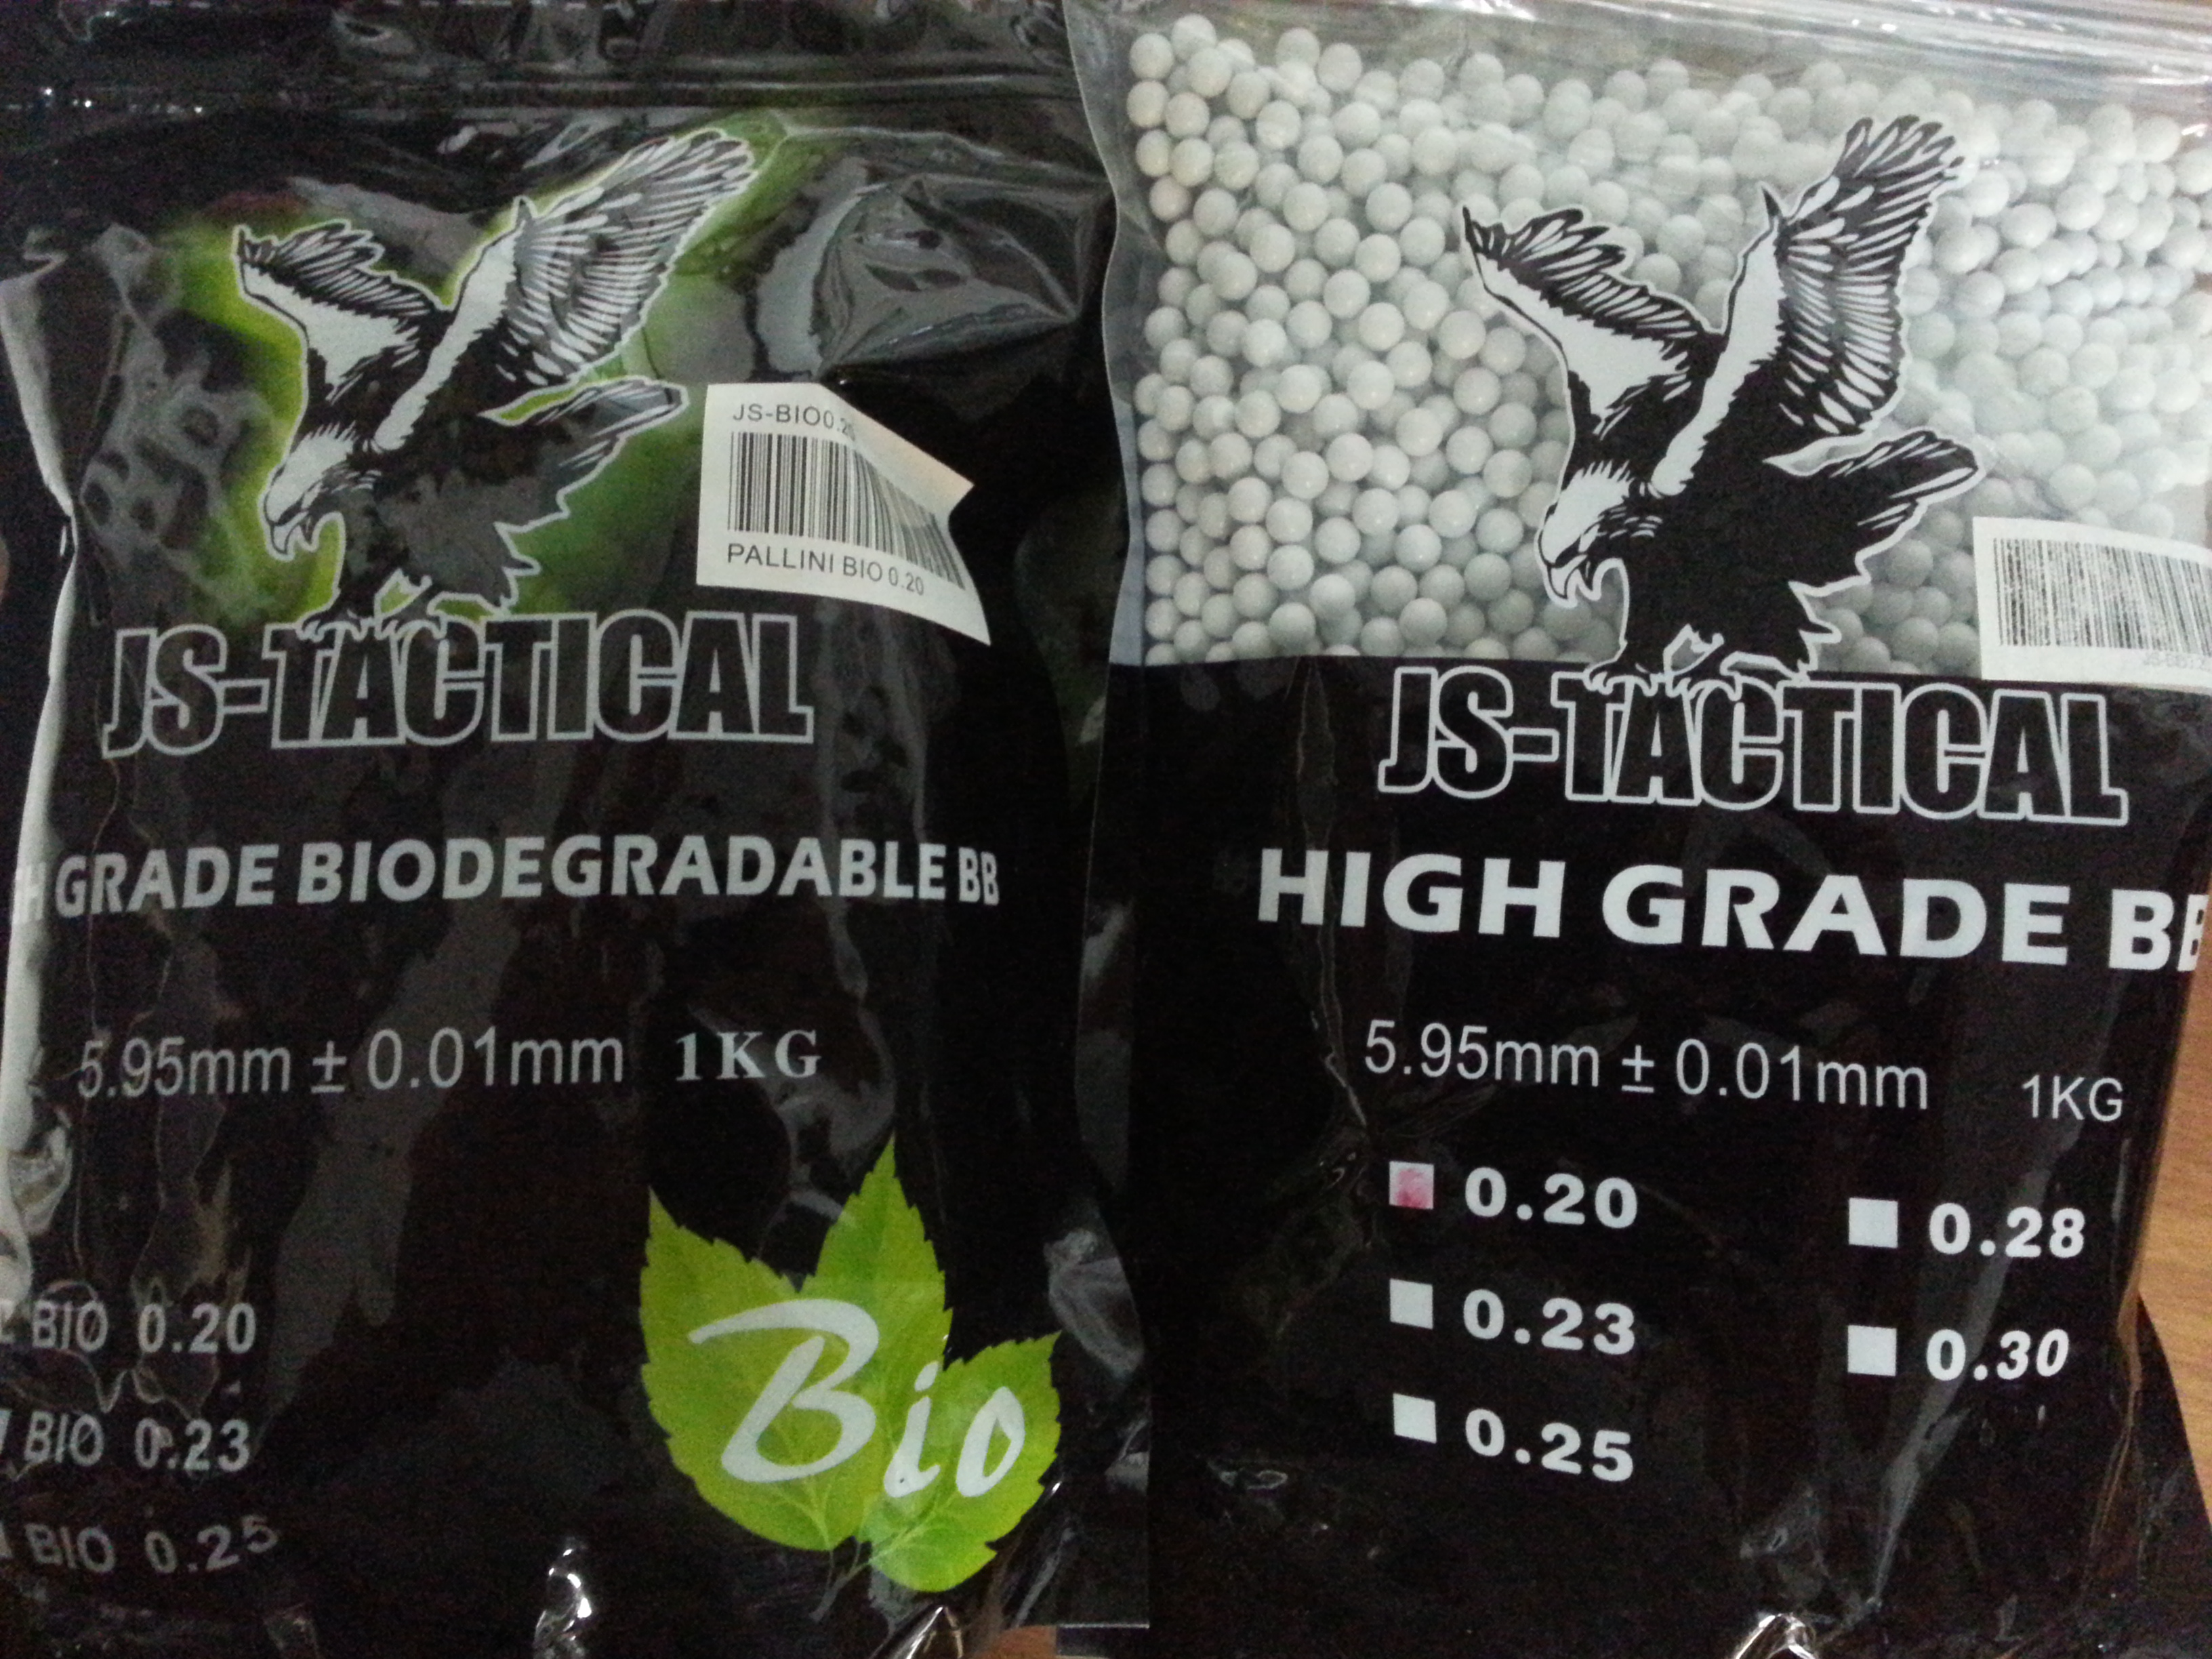 JS-BIO0.20
PALLINI BIO 0.20
JS-TACTICAL
GRADE BIODEGRADABLE BB
5.95mm ± 0.01mm 1KG
BIO 0.20
BIO 0.23
BIO 0.25
Bio
JS-TACTICAL
HIGH GRADE BB
5.95mm ± 0.01mm 1KG
0.20
0.28
0.23
0.30
0.25